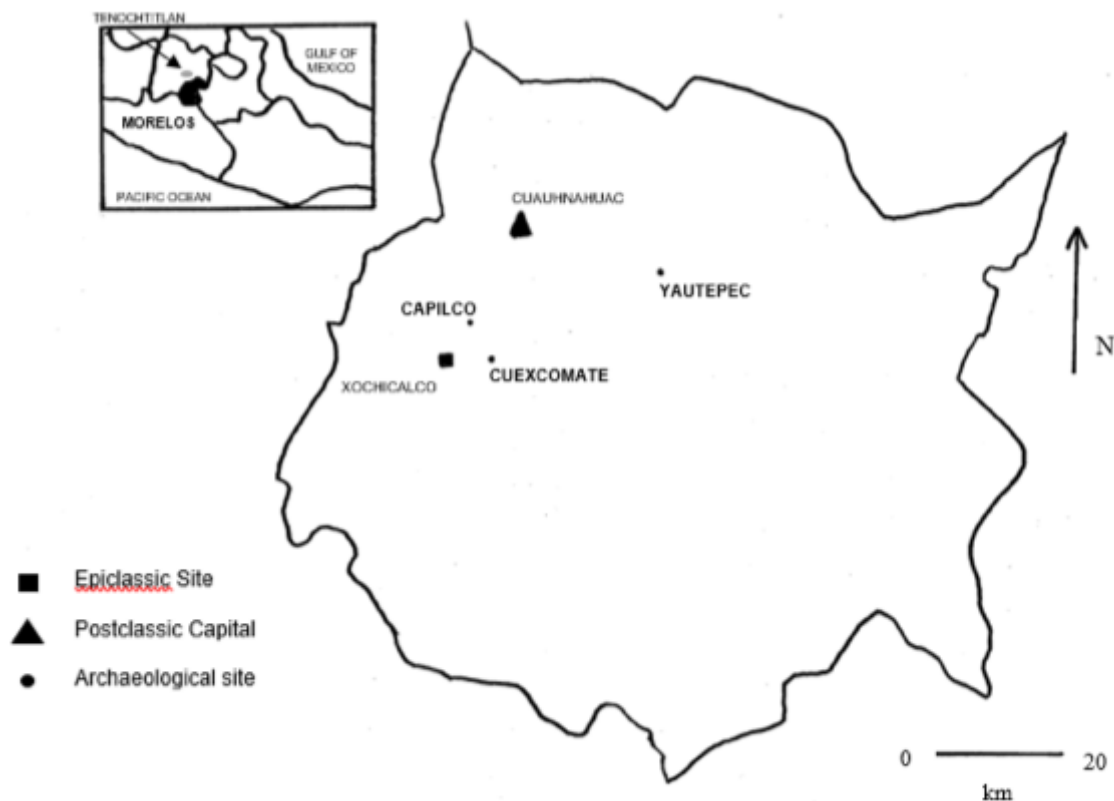 TENOCHTITLAN
GULF OF
MEXICO
MORELOS
PACIFIC OCEAN
CUAUHNAHUAC
YAUTEPEC
CAPILCO
CUEXCOMATE
XOCHICALCO
N
Epiclassic Site
Postclassic Capital
Archaeological site
0 20
km